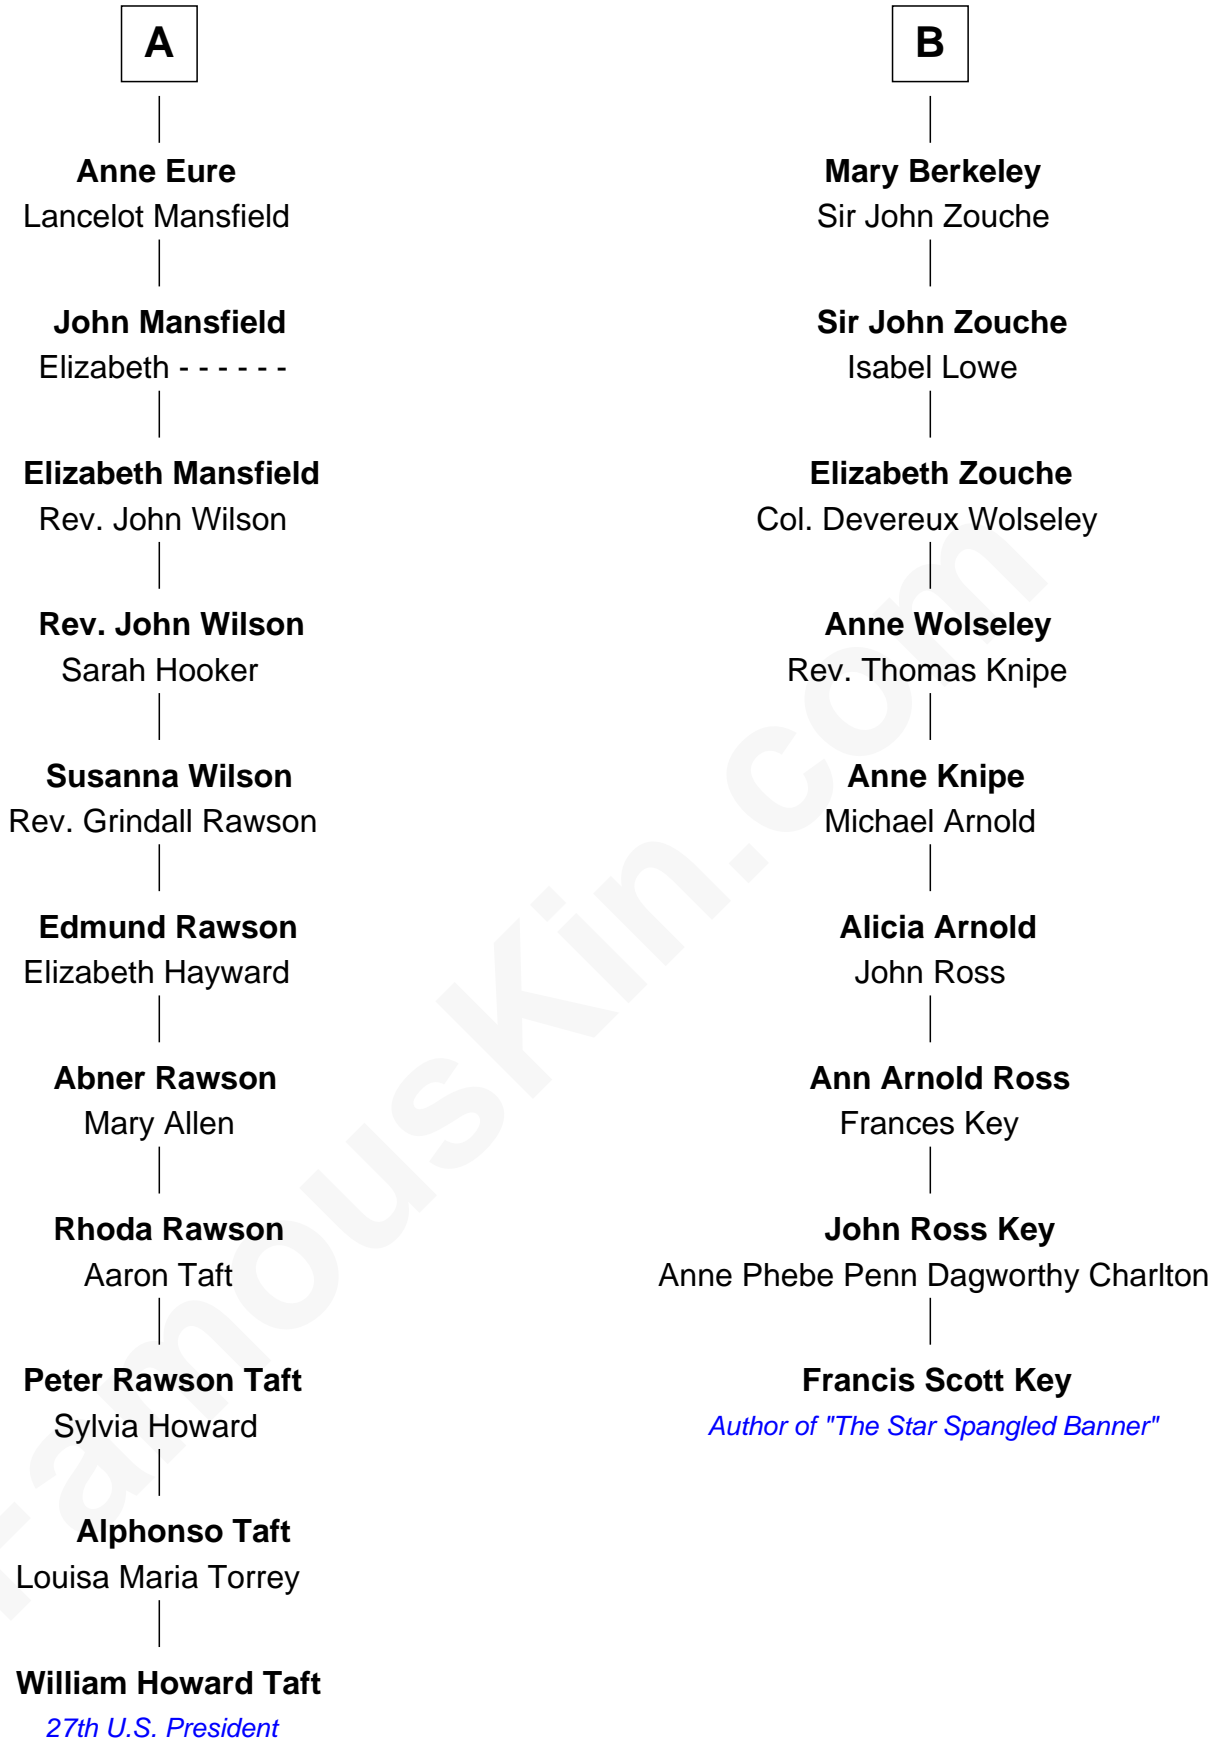 A
Anne Eure
Lancelot Mansfield
John Mansfield
Elizabeth - - - - - -
Elizabeth Mansfield
Rev. John Wilson
Rev. John Wilson
Sarah Hooker
Susanna Wilson
Rev. Grindall Rawson
Edmund Rawson
Elizabeth Hayward
Abner Rawson
Mary Allen
Rhoda Rawson
Aaron Taft
Peter Rawson Taft
Sylvia Howard
Alphonso Taft
Louisa Maria Torrey
William Howard Taft
27th U.S. President
B
Mary Berkeley
Sir John Zouche
Sir John Zouche
Isabel Lowe
Elizabeth Zouche
Col. Devereux Wolseley
Anne Wolseley
Rev. Thomas Knipe
Anne Knipe
Michael Arnold
Alicia Arnold
John Ross
Ann Arnold Ross
Frances Key
John Ross Key
Anne Phebe Penn Dagworthy Charlton
Francis Scott Key
Author of "The Star Spangled Banner"
FamousKin.com